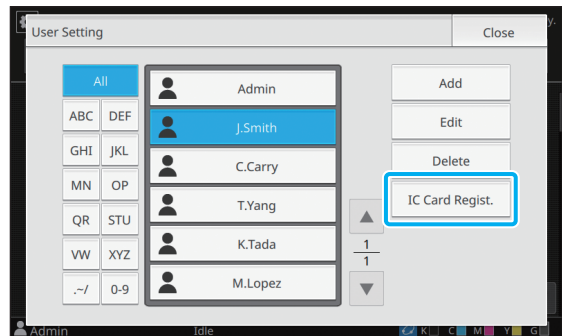 User Setting
Close
y.
All
ABC DEF
GHI JKL
MN OP
QR STU
VW XYZ
.~/ 0-9
Admin
J.Smith
C.Carry
T.Yang
K.Tada
M.Lopez
1
1
Add
Edit
Delete
IC Card Regist.
Admin Idle K C M Y G